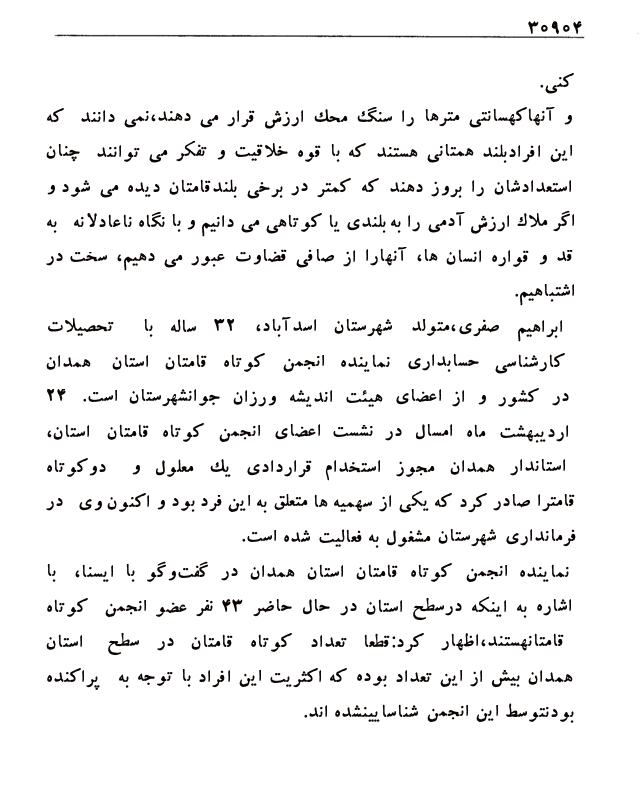 ۳۰۹۰۴
کنی.
و آنهاکهسانتی مترها را سنگ محك ارزش قرار می دهند،نمی دانند که
این افرادبلند همتانی هستند که با قوه خلاقیت و تفکر می توانند چنان
استعدادشان را بروز دهند که کمتر در برخی بلندقامتان دیده می شود و
اگر ملاك ارزش آدمی را به بلندی یا کوتاهی می دانیم و با نگاه ناعادلانه به
قد و قواره انسان ها، آنهارا از صافی قضاوت عبور می دهیم، سخت در
اشتباهیم.
ابراهیم صفری،متولد شهرستان اسدآباد، ۳۲ ساله با تحصیلات
کارشناسی حسابداری نماینده انجمن کوتاه قامتان استان همدان
در کشور و از اعضای هیئت اندیشه ورزان جوانشهرستان است. ۲۴
اردیبهشت ماه امسال در نشست اعضای انجمن کوتاه قامتان استان،
استاندار همدان مجوز استخدام قراردادی یك معلول و دوکوتاه
قامترا صادر کرد که یکی از سهمیه ها متعلق به این فرد بود و اکنون وی در
فرمانداری شهرستان مشغول به فعالیت شده است.
نماینده انجمن کوتاه قامتان استان همدان در گفت‌وگو با ایسنا، با
اشاره به اینکه درسطح استان در حال حاضر ۴۳ نفر عضو انجمن کوتاه
قامتانهستند،اظهار کرد:قطعا تعداد کوتاه قامتان در سطح استان
همدان بیش از این تعداد بوده که اکثریت این افراد با توجه به پراکنده
بودنتوسط این انجمن شناسایینشده اند.